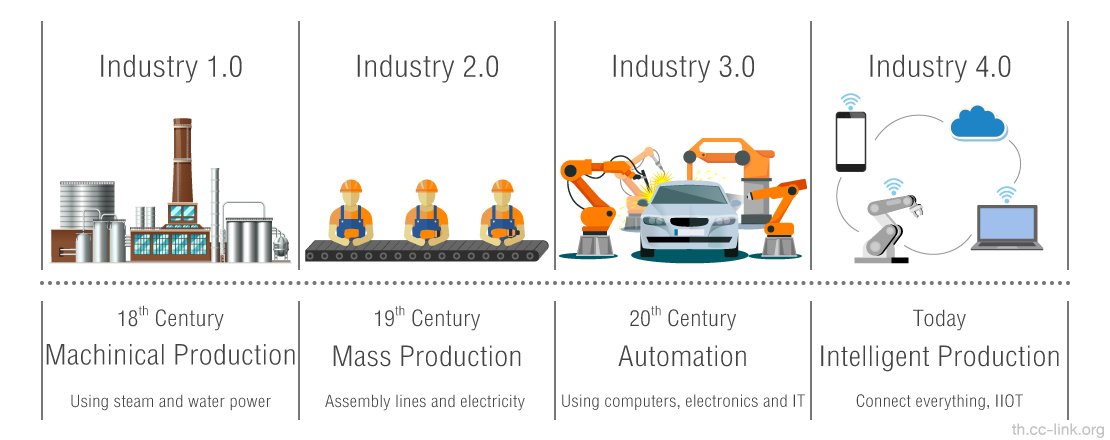 Industry 1.0
Industry 2.0
Industry 3.0
Industry 4.0
18th Century
Machinical Production
Using steam and water power
19th Century
Mass Production
Assembly lines and electricity
20th Century
Automation
Using computers, electronics and IT
Today
Intelligent Production
Connect everything, IIOT
th.cc-link.org